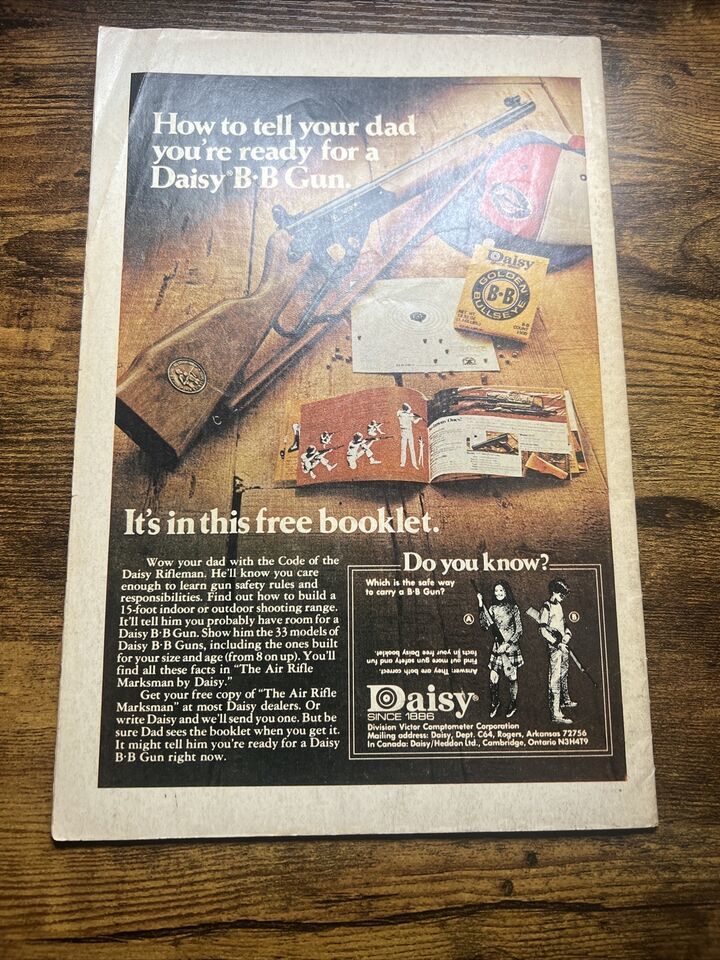 How to tell your dad
you're ready for a
Daisy® B·B Gun.
Daisy
GOLDEN
B·B
BULLSEYE
It's in this free booklet.
Wow your dad with the Code of the
Daisy Rifleman. He'll know you care
enough to learn gun safety rules and
responsibilities. Find out how to build a
15-foot indoor or outdoor shooting range.
It'll tell him you probably have room for a
Daisy B·B Gun. Show him the 33 models of
Daisy B·B Guns, including the ones built
for your size and age (from 8 on up). You'll
find all these facts in "The Air Rifle
Marksman by Daisy."
Get your free copy of "The Air Rifle
Marksman" at most Daisy dealers. Or
write Daisy and we'll send you one. But be
sure Dad sees the booklet when you get it.
It might tell him you're ready for a Daisy
B·B Gun right now.
Do you know?
Which is the safe way
to carry a B·B Gun?
A
B
Answer: They are both correct.
Find out more gun safety fun and
facts in your free Daisy booklet.
Daisy®
SINCE 1886
Division Victor Comptometer Corporation
Mailing address: Daisy, Dept. C64, Rogers, Arkansas 72756
In Canada: Daisy/Heddon Ltd., Cambridge, Ontario N3H4T9